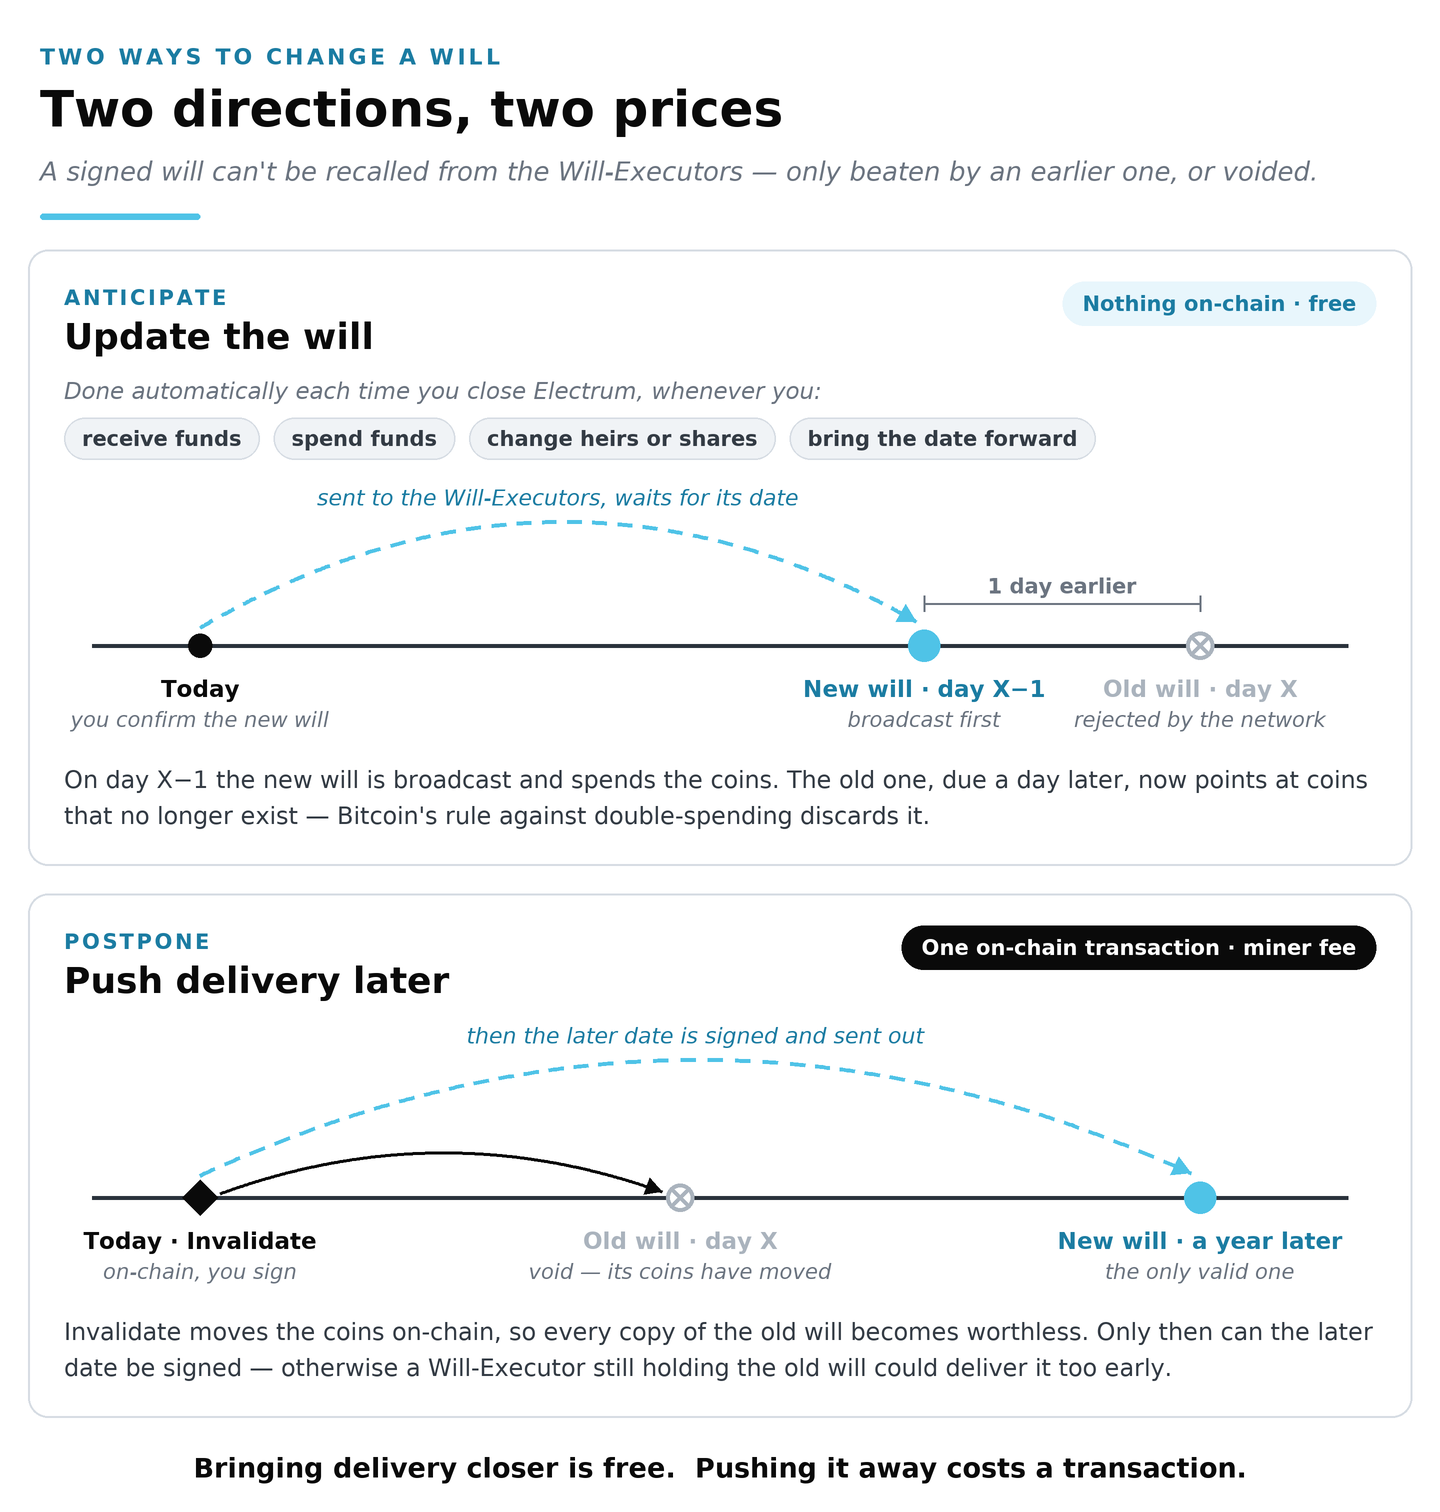 TWO WAYS TO CHANGE A WILL
Two directions, two prices
A signed will can't be recalled from the Will-Executors — only beaten by an earlier one, or voided.
ANTICIPATE
Nothing on-chain · free
Update the will
Done automatically each time you close Electrum, whenever you:
receive funds
spend funds
change heirs or shares
bring the date forward
sent to the Will-Executors, waits for its date
1 day earlier
Today
New will · day X−1
Old will · day X
you confirm the new will
broadcast first
rejected by the network
On day X−1 the new will is broadcast and spends the coins. The old one, due a day later, now points at coins
that no longer exist — Bitcoin's rule against double-spending discards it.
POSTPONE
One on-chain transaction · miner fee
Push delivery later
then the later date is signed and sent out
Today · Invalidate
Old will · day X
New will · a year later
on-chain, you sign
void — its coins have moved
the only valid one
Invalidate moves the coins on-chain, so every copy of the old will becomes worthless. Only then can the later
date be signed — otherwise a Will-Executor still holding the old will could deliver it too early.
Bringing delivery closer is free.  Pushing it away costs a transaction.